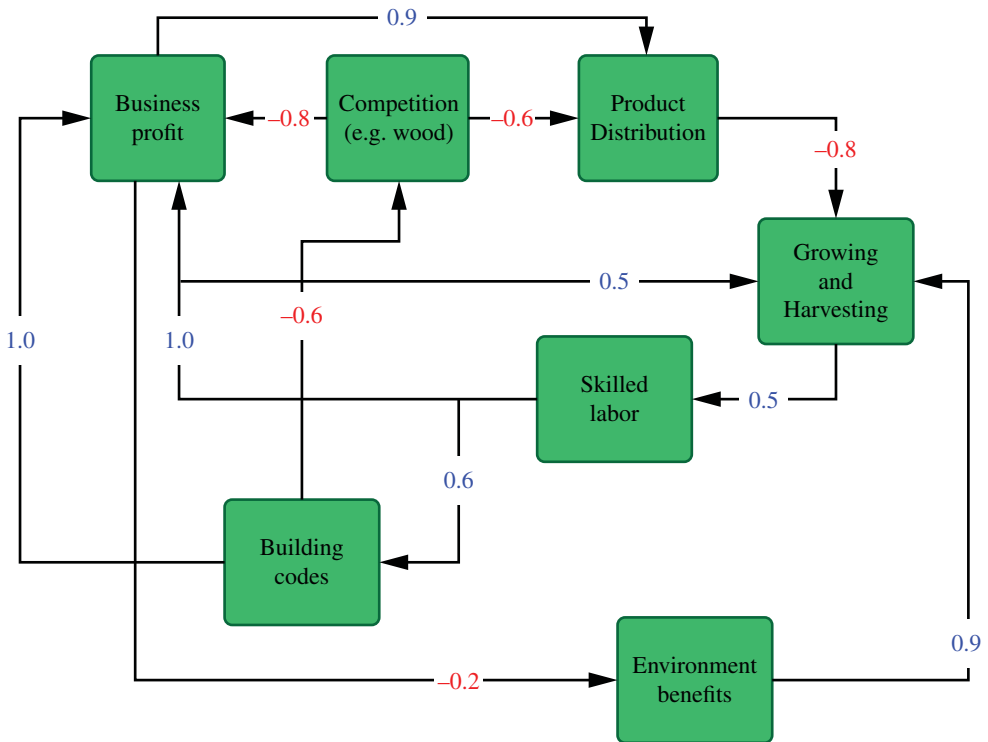 0.9
Business
profit
–0.8
Competition
(e.g. wood)
–0.6
Product
Distribution
–0.8
Growing
and
Harvesting
0.5
–0.6
1.0
1.0
Skilled
labor
0.5
0.6
Building
codes
Environment
benefits
0.9
–0.2